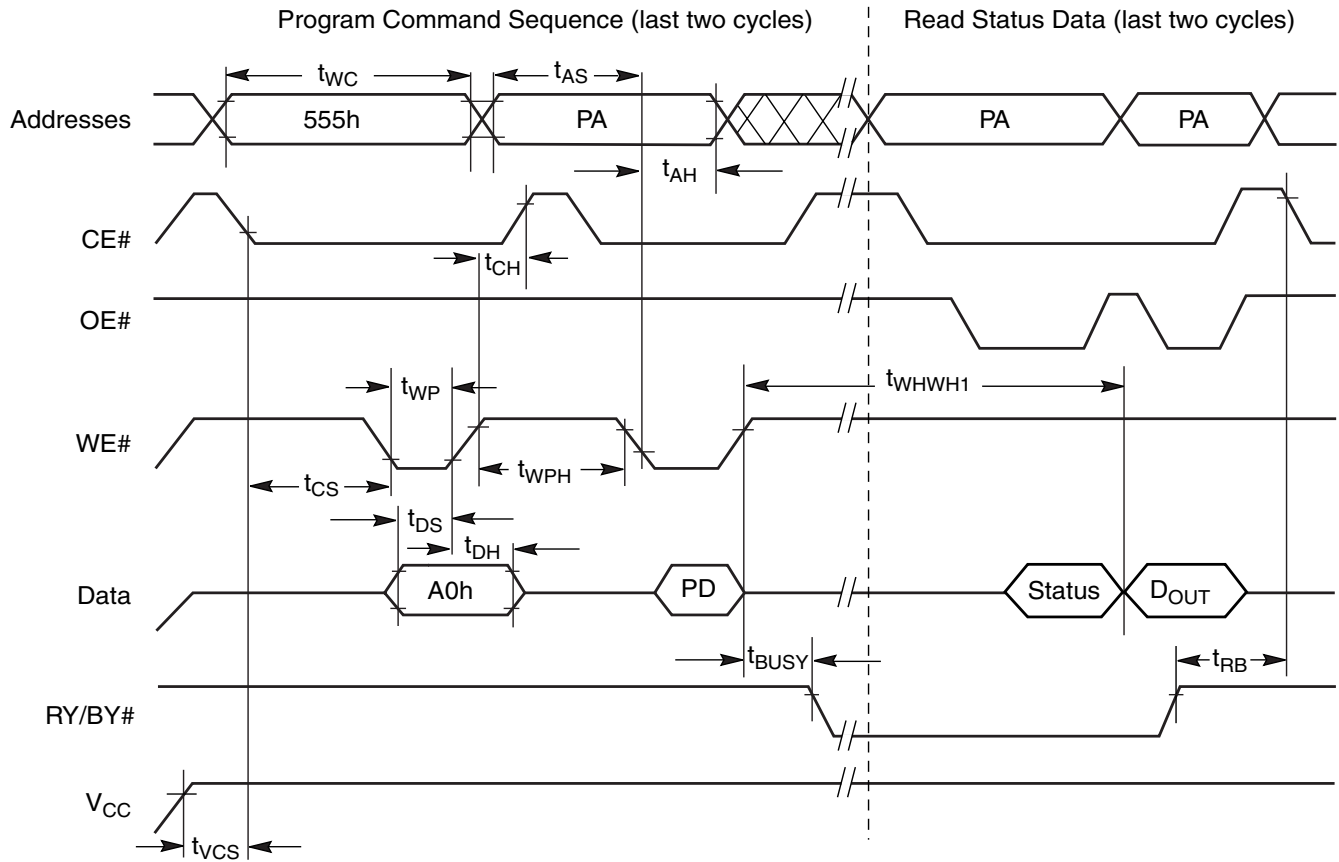 Program Command Sequence (last two cycles)
Read Status Data (last two cycles)
tWC
tAS
Addresses
555h
PA
PA
PA
tAH
CE#
tCH
OE#
tWP
tWHWH1
WE#
tCS
tWPH
tDS
tDH
Data
A0h
PD
Status
DOUT
tBUSY
tRB
RY/BY#
VCC
tVCS